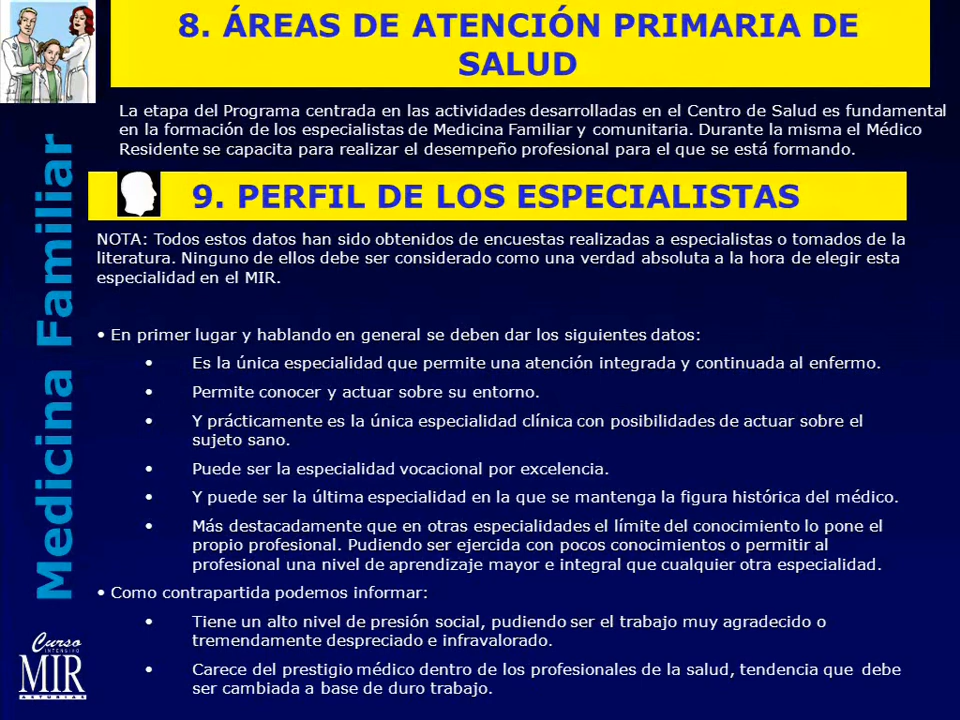 8. ÁREAS DE ATENCIÓN PRIMARIA DE
SALUD
La etapa del Programa centrada en las actividades desarrolladas en el Centro de Salud es fundamental
en la formación de los especialistas de Medicina Familiar y comunitaria. Durante la misma el Médico
Residente se capacita para realizar el desempeño profesional para el que se está formando.
9. PERFIL DE LOS ESPECIALISTAS
NOTA: Todos estos datos han sido obtenidos de encuestas realizadas a especialistas o tomados de la
literatura. Ninguno de ellos debe ser considerado como una verdad absoluta a la hora de elegir esta
especialidad en el MIR.
• En primer lugar y hablando en general se deben dar los siguientes datos:
• Es la única especialidad que permite una atención integrada y continuada al enfermo.
• Permite conocer y actuar sobre su entorno.
• Y prácticamente es la única especialidad clínica con posibilidades de actuar sobre el
sujeto sano.
• Puede ser la especialidad vocacional por excelencia.
• Y puede ser la última especialidad en la que se mantenga la figura histórica del médico.
• Más destacadamente que en otras especialidades el límite del conocimiento lo pone el
propio profesional. Pudiendo ser ejercida con pocos conocimientos o permitir al
profesional una nivel de aprendizaje mayor e integral que cualquier otra especialidad.
• Como contrapartida podemos informar:
• Tiene un alto nivel de presión social, pudiendo ser el trabajo muy agradecido o
tremendamente despreciado e infravalorado.
• Carece del prestigio médico dentro de los profesionales de la salud, tendencia que debe
ser cambiada a base de duro trabajo.
Medicina Familiar
Curso
INTENSIVO
MIR
ASTURIAS